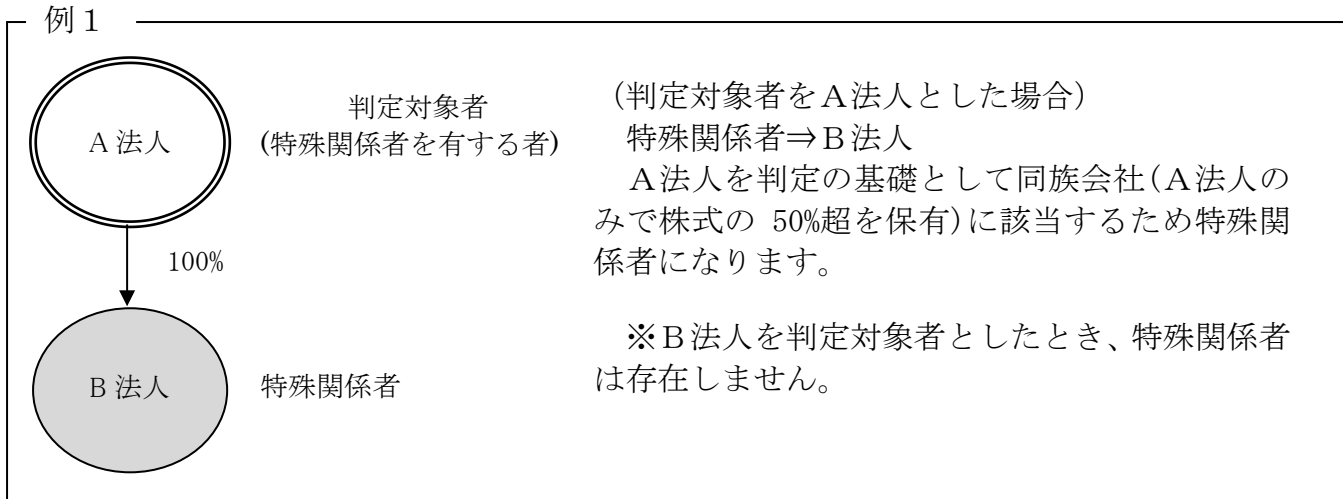 例１
Ａ法人
判定対象者
(特殊関係者を有する者)
100%
Ｂ法人
特殊関係者
（判定対象者をＡ法人とした場合）
特殊関係者⇒Ｂ法人
Ａ法人を判定の基礎として同族会社(Ａ法人の
みで株式の 50%超を保有)に該当するため特殊関
係者になります。
※Ｂ法人を判定対象者としたとき、特殊関係者
は存在しません。